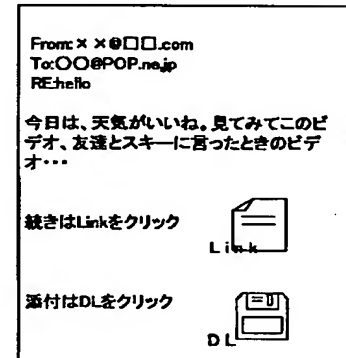 From:××@□□.com
To:○○@POP.ne.jp
RE:hello
今日は、天気がいいね。見てみてこのビ
デオ、友達とスキーに言ったときのビデ
オ・・・
続きはLinkをクリック
Link
添付はDLをクリック
DL